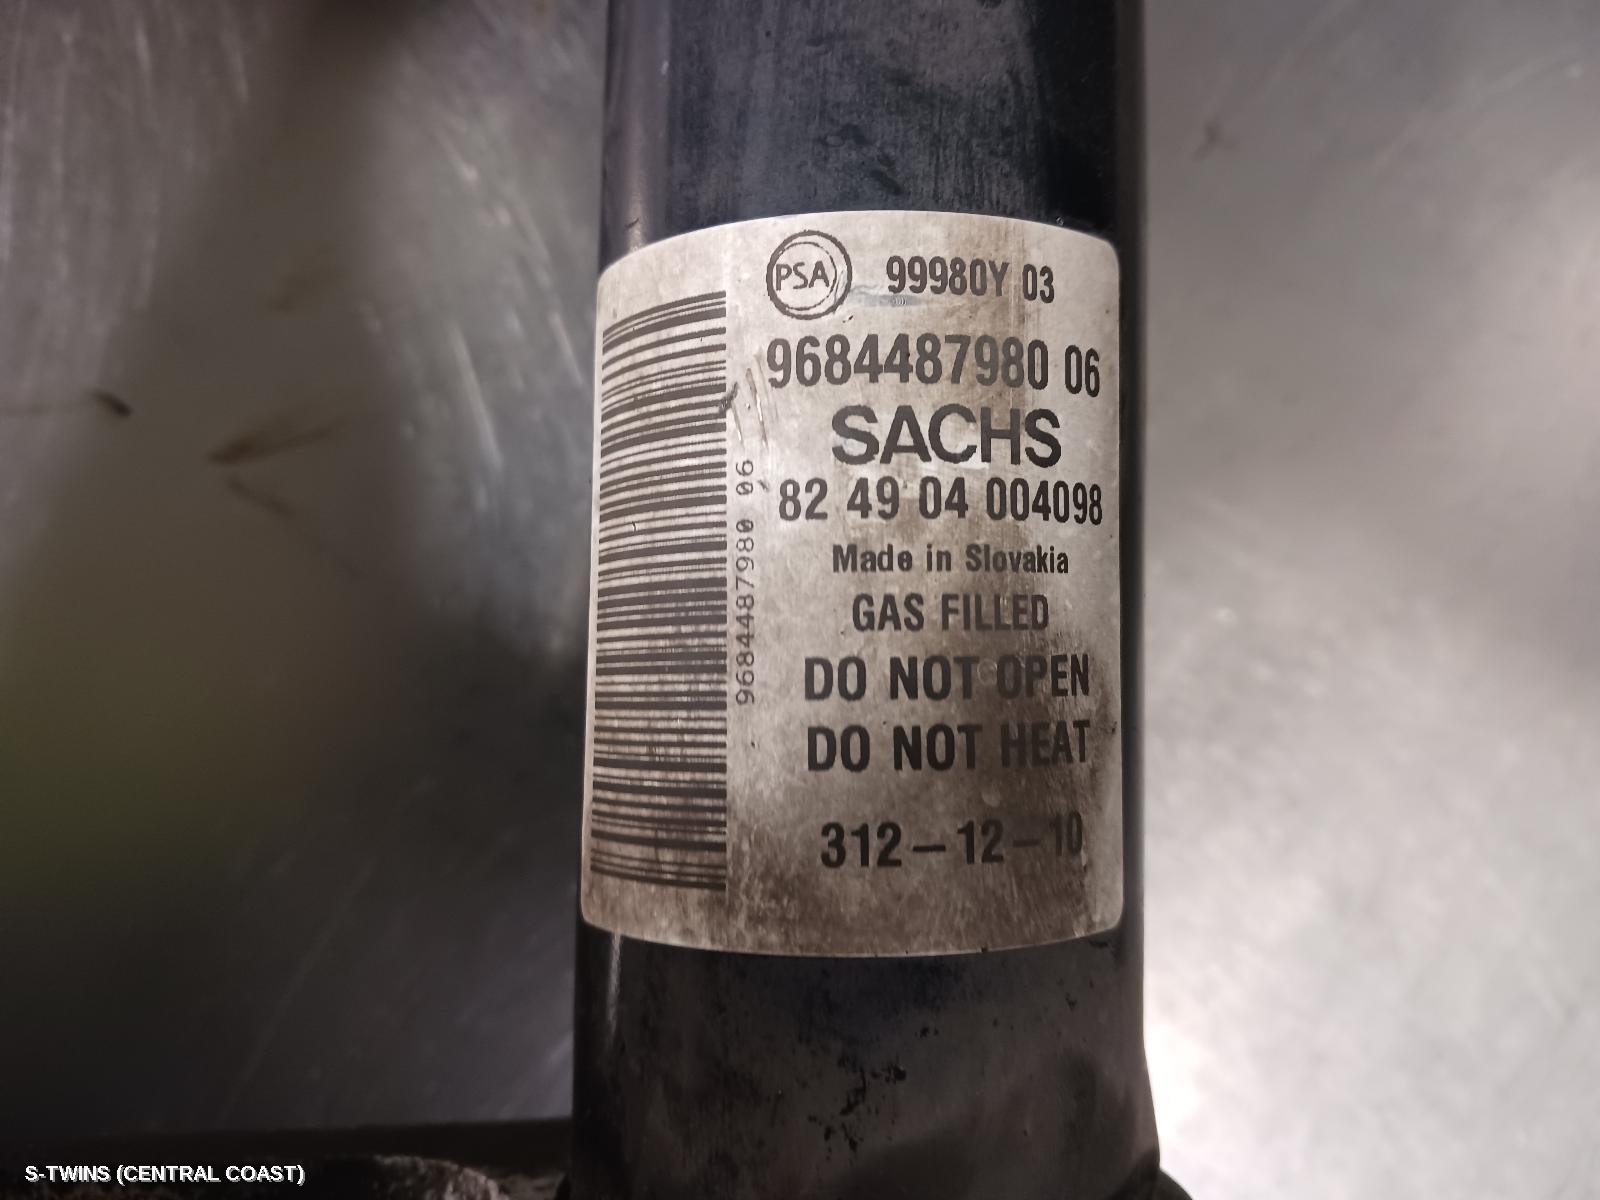 PSA 99980Y 03
9684487980 06
SACHS
82 49 04 004098
Made in Slovakia
GAS FILLED
DO NOT OPEN
DO NOT HEAT
312-12-10
9684487980 06
S-TWINS (CENTRAL COAST)